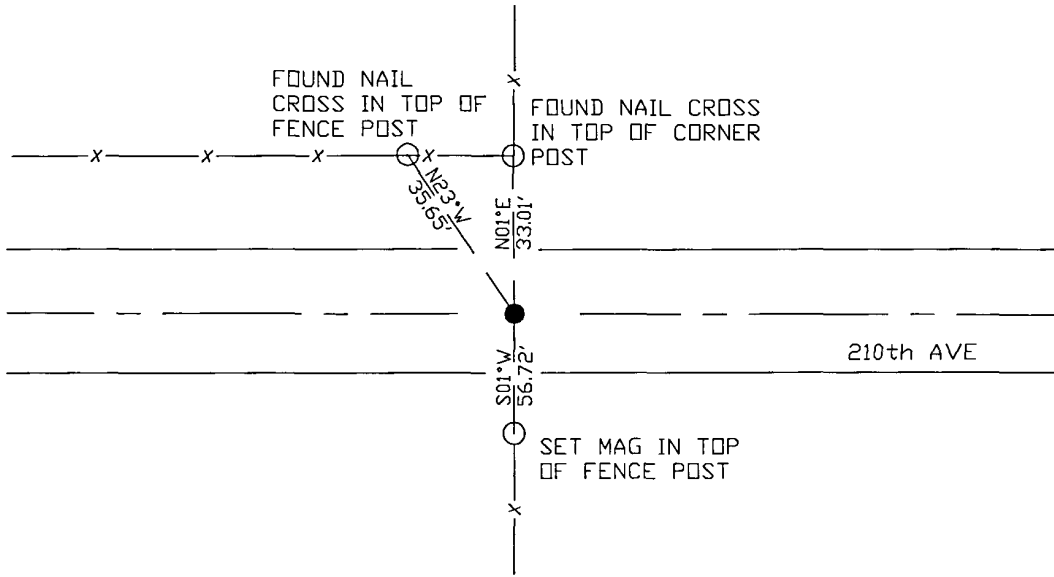 FOUND NAIL
CROSS IN TOP OF
FENCE POST
FOUND NAIL CROSS
IN TOP OF CORNER
POST
x
x
x
x
x
N23°W
35.65'
N01°E
33.01'
210th AVE
S01°W
56.72'
SET MAG IN TOP
OF FENCE POST
x